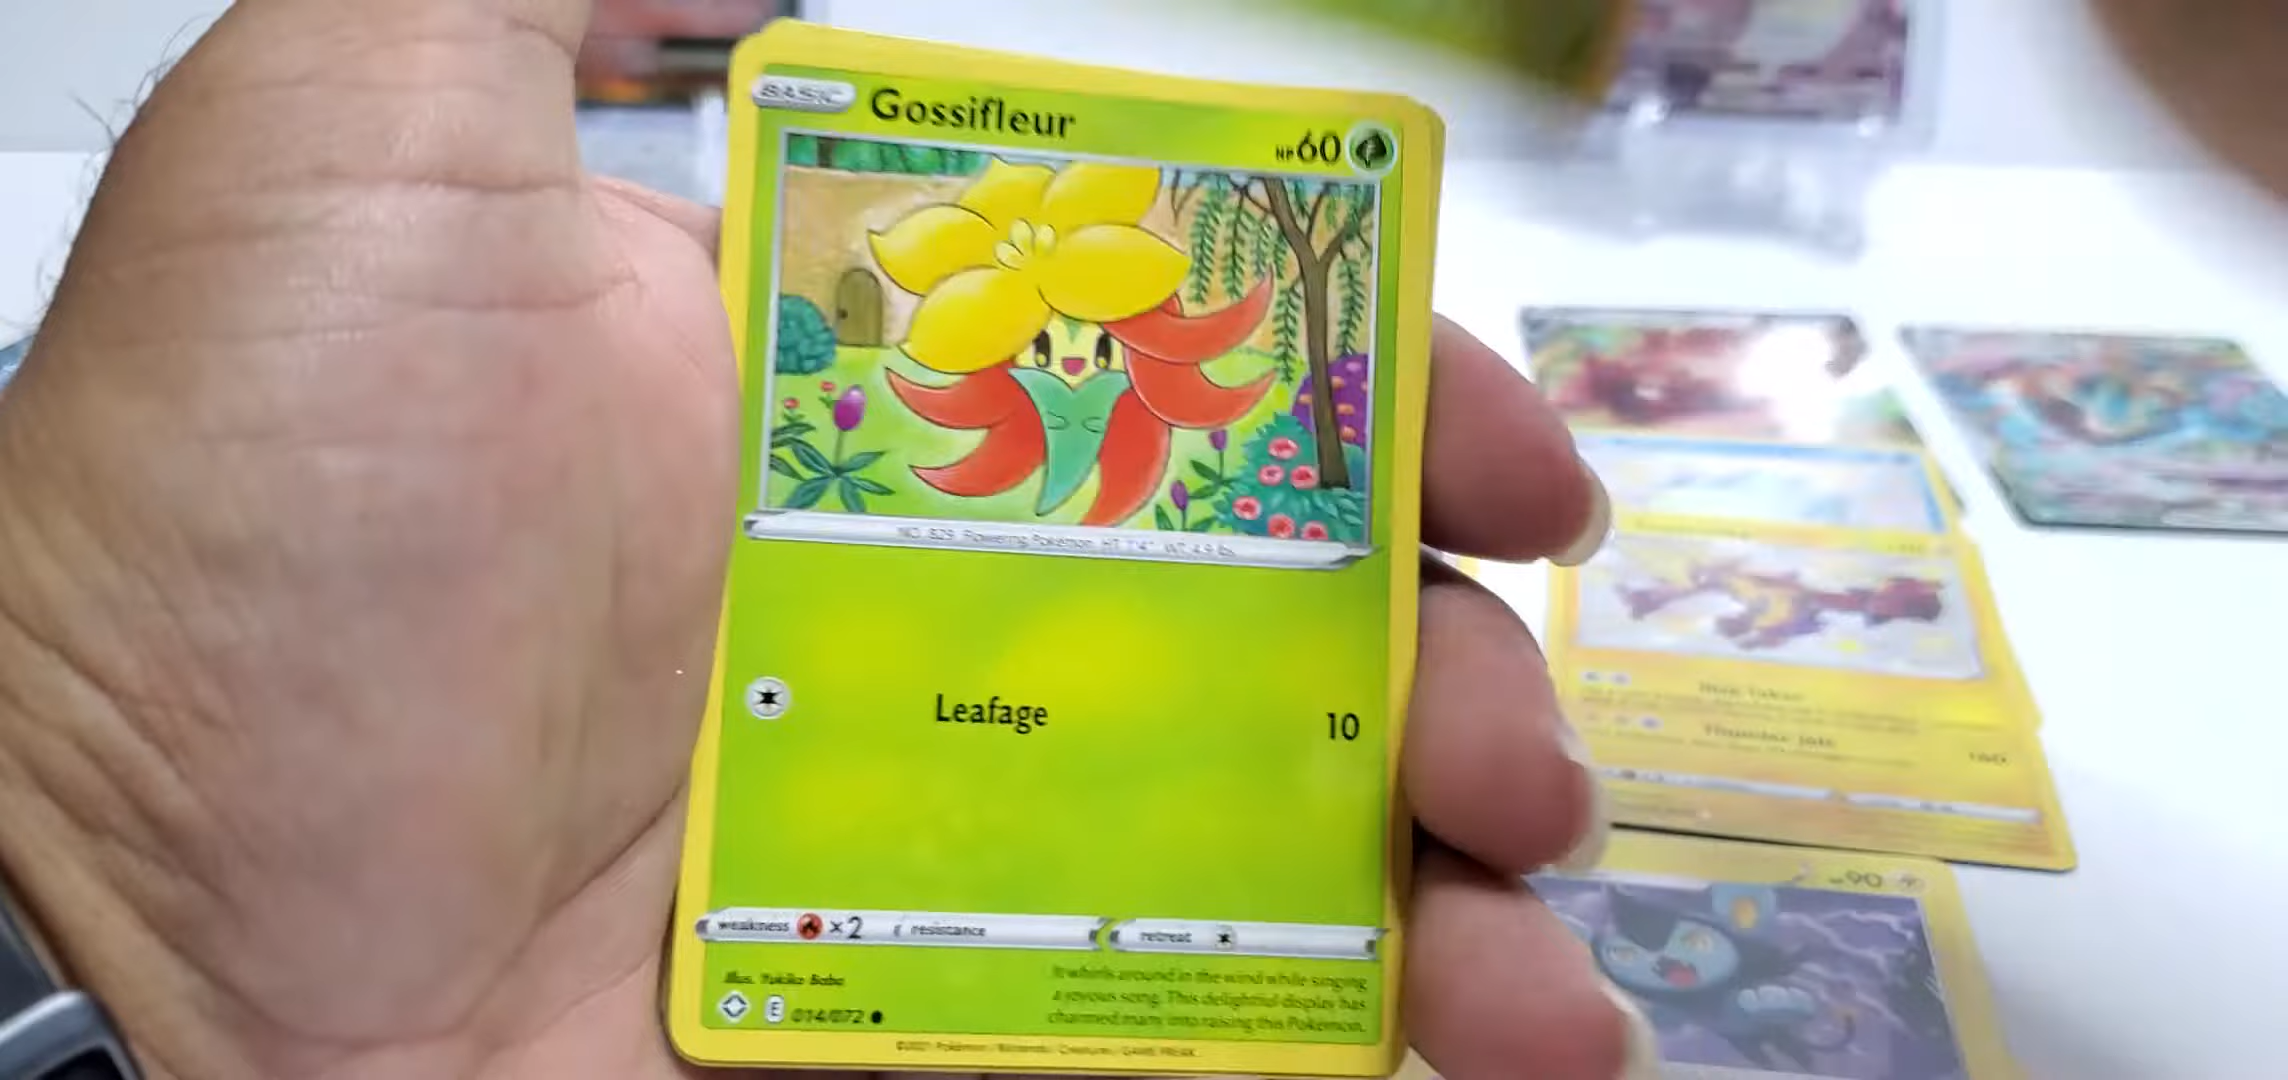 BASIC Gossifleur HP 60
NO. 829 Flowering Pokémon HT 1'4" WT 4.9 lbs.
Leafage 10
weakness ×2 resistance retreat
Illus. Yukiko Baba
It whirls around in the wind while singing
a joyous song. This delightful display has
charmed many into raising this Pokémon.
E 014/072
©2021 Pokémon / Nintendo / Creatures / GAME FREAK
160
90